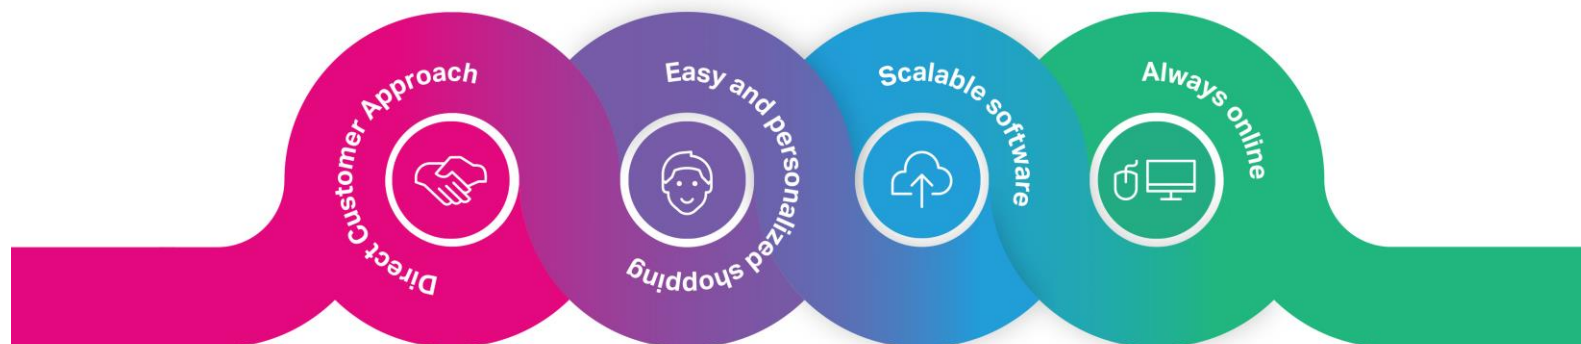 Direct Customer Approach
Easy and personalized shopping
Scalable software
Always online